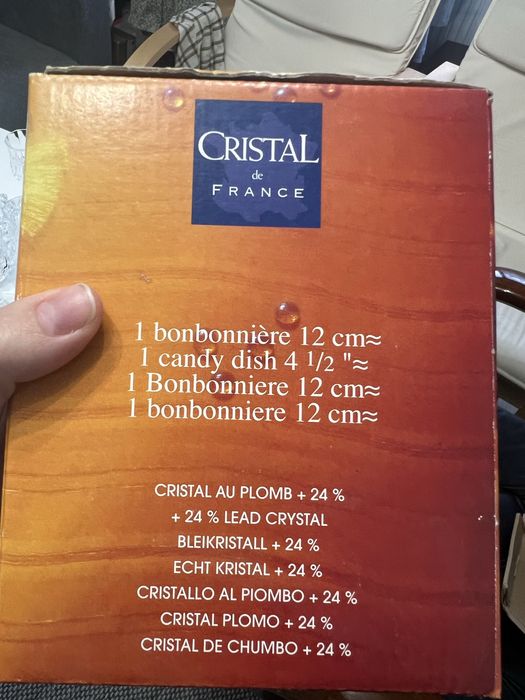 CRISTAL
de
FRANCE
1 bonbonnière 12 cm≈
1 candy dish 4 1/2 "≈
1 Bonbonniere 12 cm≈
1 bonbonniere 12 cm≈
CRISTAL AU PLOMB + 24 %
+ 24 % LEAD CRYSTAL
BLEIKRISTALL + 24 %
ECHT KRISTAL + 24 %
CRISTALLO AL PIOMBO + 24 %
CRISTAL PLOMO + 24 %
CRISTAL DE CHUMBO + 24 %